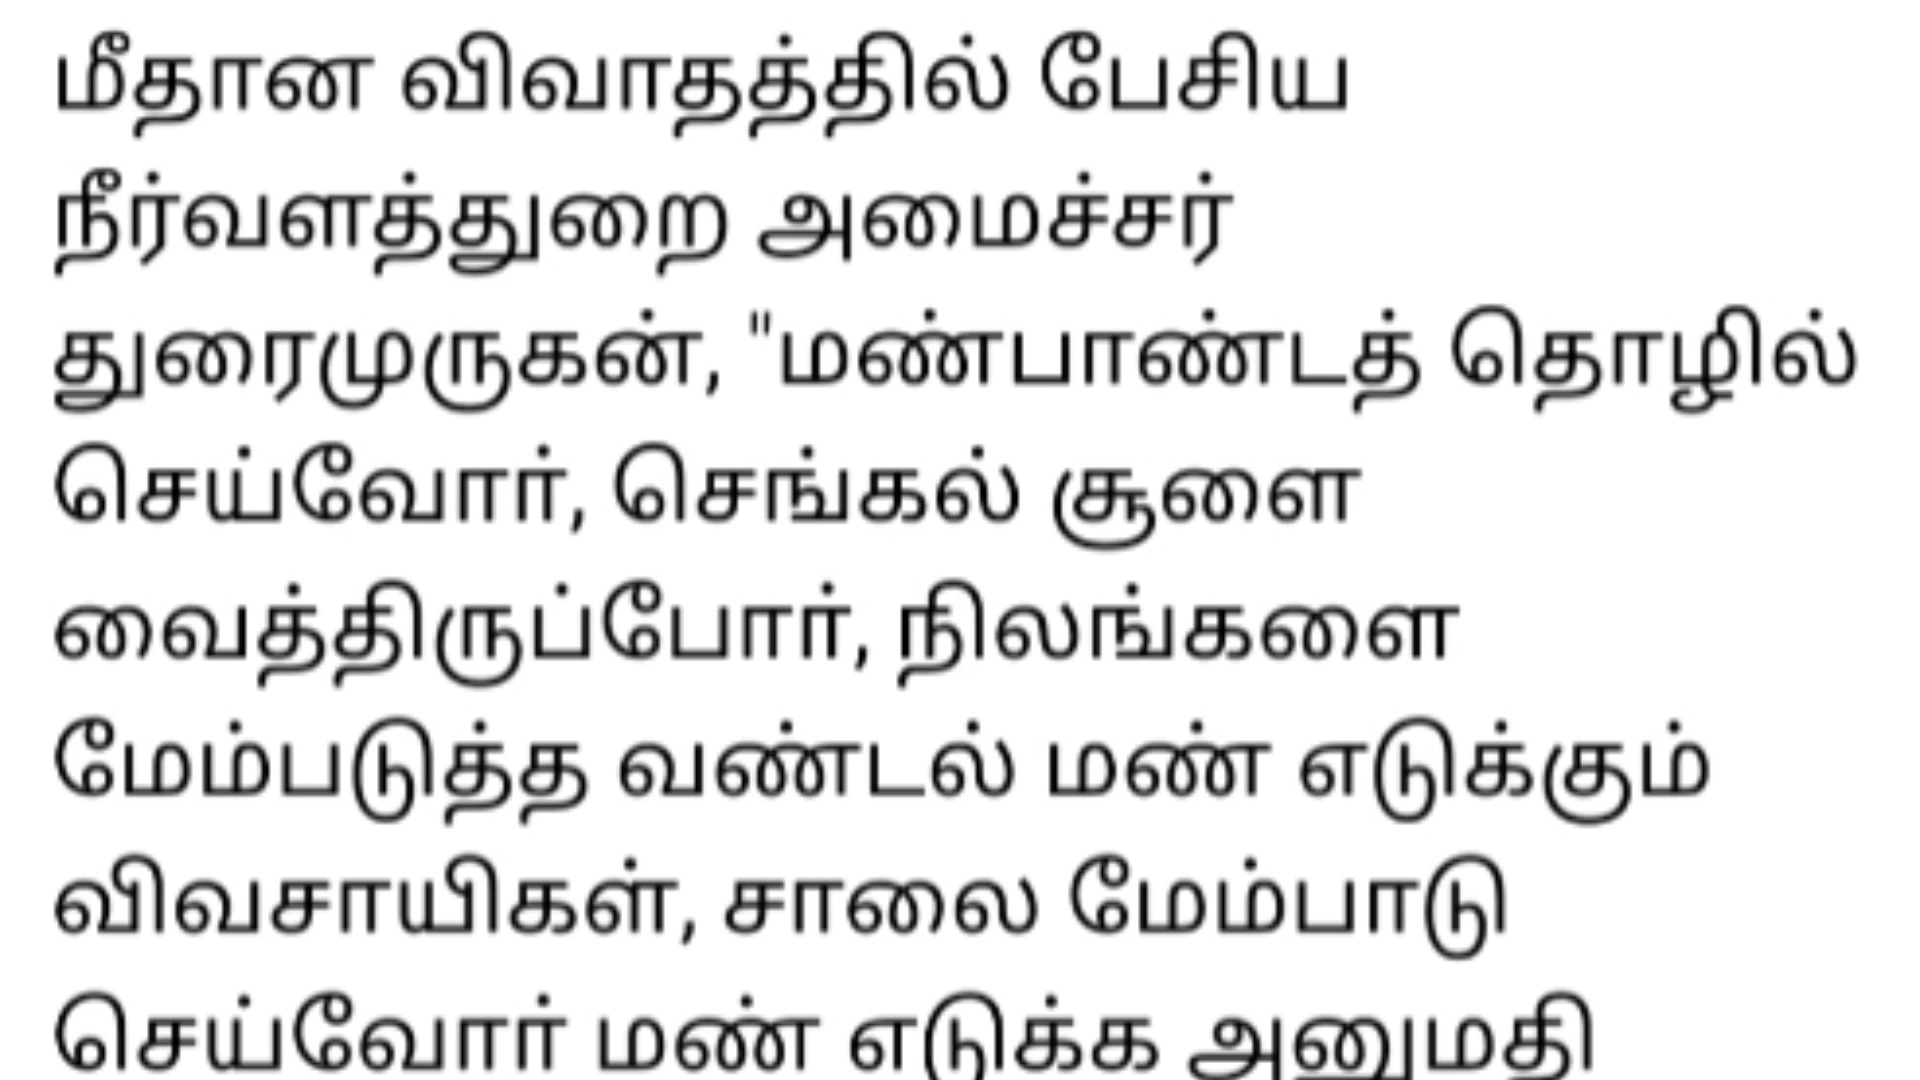 மீதான விவாதத்தில் பேசிய
நீர்வளத்துறை அமைச்சர்
துரைமுருகன், "மண்பாண்டத் தொழில்
செய்வோர், செங்கல் சூளை
வைத்திருப்போர், நிலங்களை
மேம்படுத்த வண்டல் மண் எடுக்கும்
விவசாயிகள், சாலை மேம்பாடு
செய்வோர் மண் எடுக்க அனுமதி